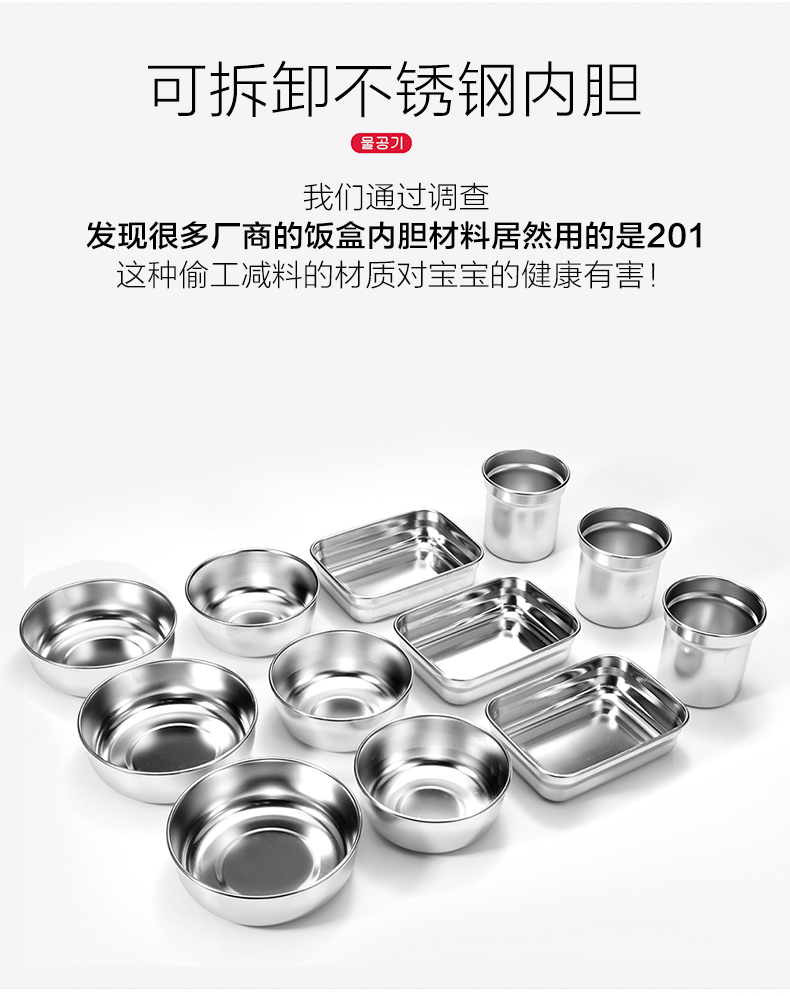 可拆卸不锈钢内胆
물공기
我们通过调查
发现很多厂商的饭盒内胆材料居然用的是201
这种偷工减料的材质对宝宝的健康有害！